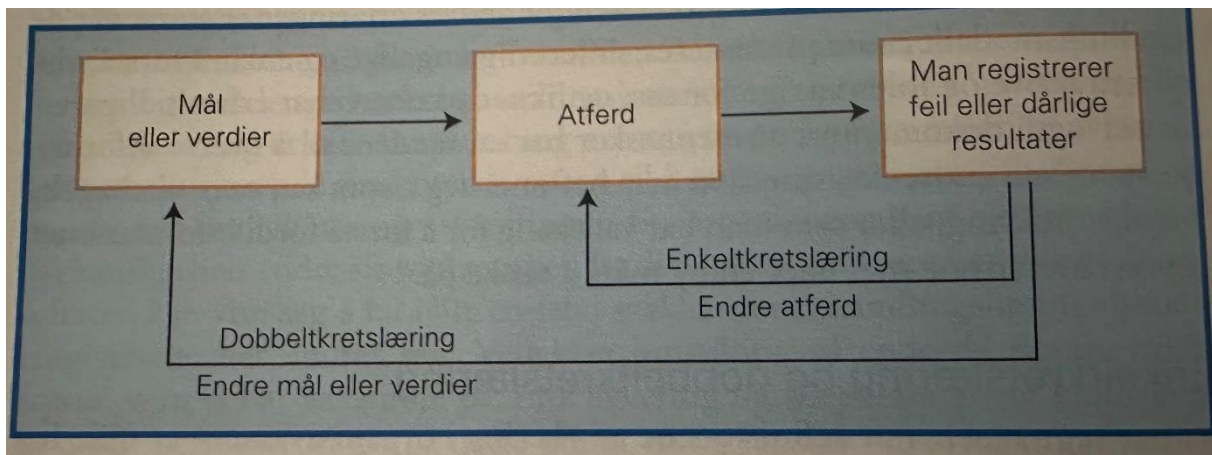 Mål
eller verdier
Atferd
Man registrerer
feil eller dårlige
resultater
Enkeltkretslæring
Endre atferd
Dobbeltkretslæring
Endre mål eller verdier